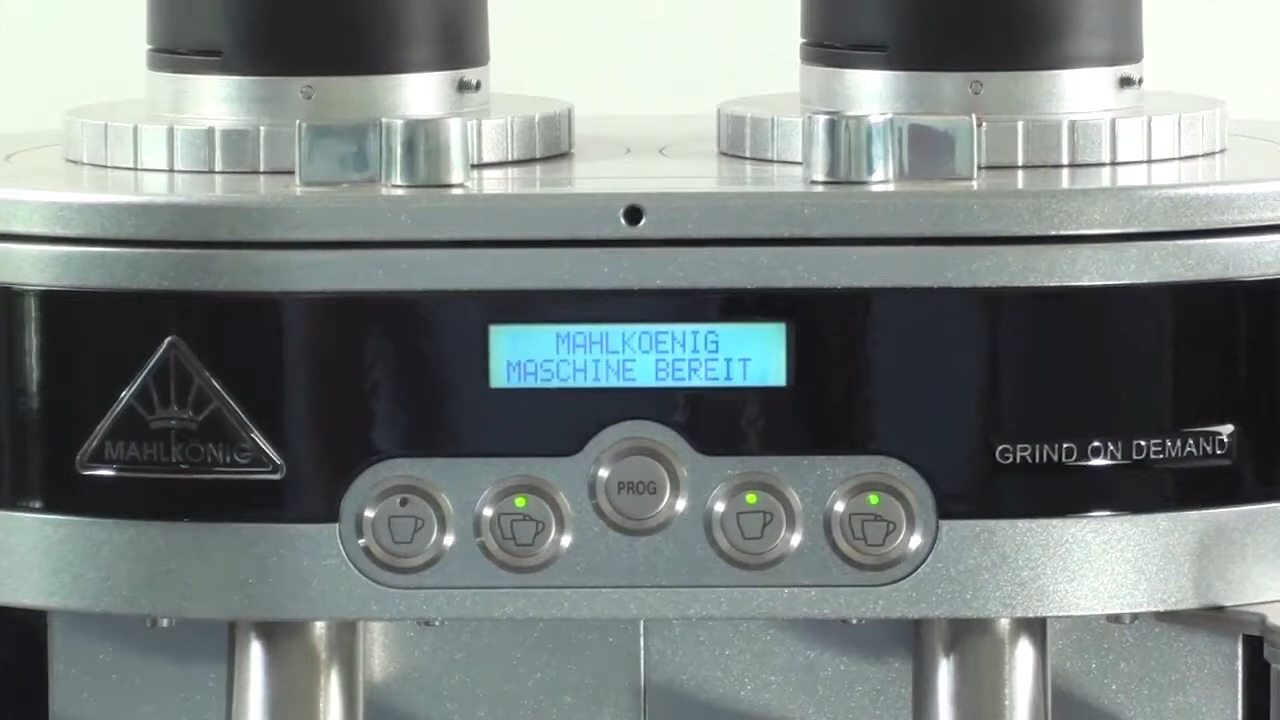 MAHLKOENIG
MASCHINE BEREIT
MAHLKÖNIG
GRIND ON DEMAND
PROG